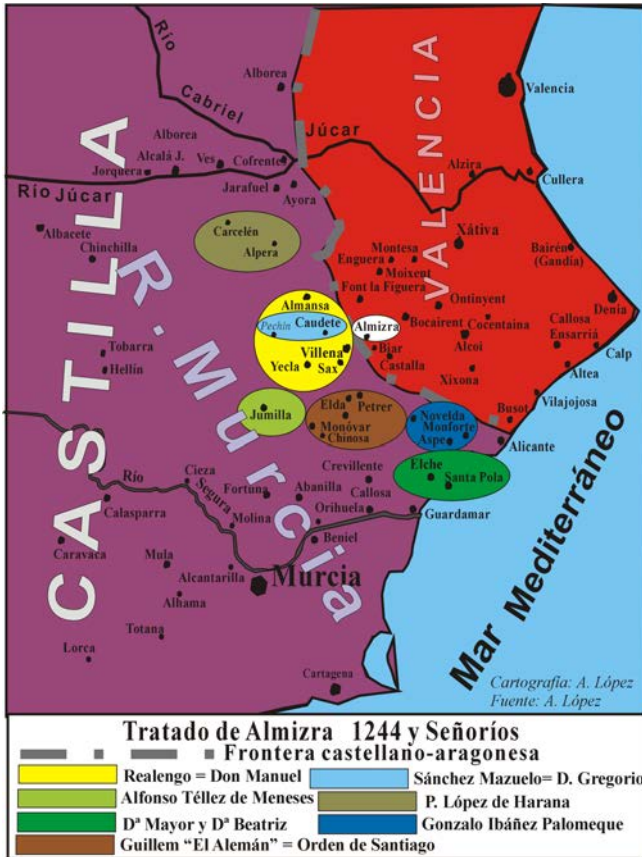 Río
Cabriel
Alborea
Valencia
VALENCIA
Júcar
Alborea
Alcalá J.
Ves
Cofrente
Jorquera
Río Júcar
Jarafuel
Ayora
Alzira
Cullera
Albacete
Chinchilla
Carcelén
Alpera
Xátiva
Montesa
Enguera
Moixent
Bairén
(Gandía)
Font la Figuera
Ontinyent
Denia
CASTILLA
R. Murcia
Almansa
Pechín
Caudete
Almizra
Bocairent
Cocentaina
Callosa
Ensarriá
Calp
Villena
Yecla
Sax
Biar
Castalla
Alcoi
Altea
Tobarra
Hellín
Xixona
Vilajojosa
Jumilla
Elda
Petrer
Monóvar
Chinosa
Novelda
Monforte
Aspe
Busot
Alicante
Elche
Santa Pola
Crevillente
Cieza
Río
Segura
Fortuna
Abanilla
Callosa
Calasparra
Molina
Orihuela
Guardamar
Beniel
Caravaca
Mula
Alcantarilla
Murcia
Alhama
Totana
Lorca
Cartagena
Mar Mediterráneo
Cartografía: A. López
Fuente: A. López
Tratado de Almizra 1244 y Señoríos
Frontera castellano-aragonesa
Realengo = Don Manuel
Sánchez Mazuelo= D. Gregorio
Alfonso Téllez de Meneses
P. López de Harana
Dª Mayor y Dª Beatriz
Gonzalo Ibáñez Palomeque
Guillem “El Alemán” = Orden de Santiago